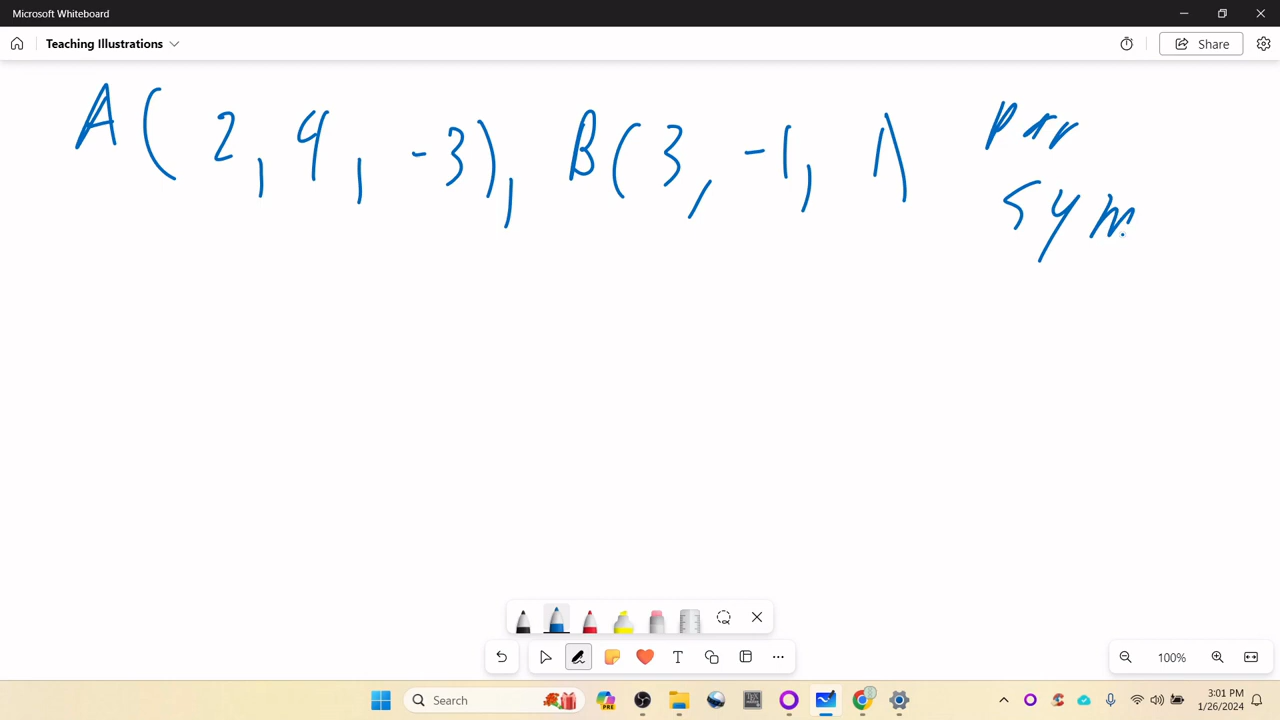 Microsoft Whiteboard
Teaching Illustrations
Share
A(2, 4, -3), B(3, -1, 1)
par
sym
100%
Search
PRE
3:01 PM
1/26/2024